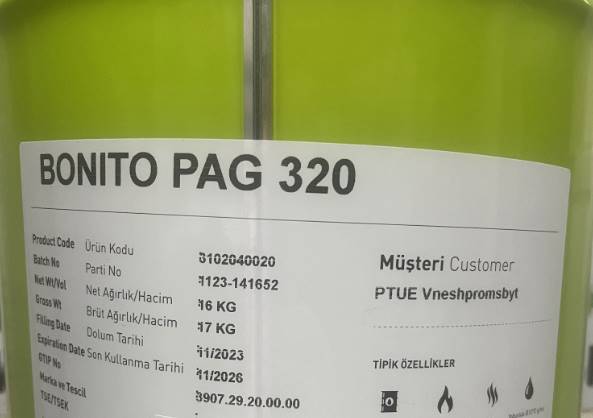 BONITO PAG 320
Product Code Ürün Kodu 3102040020
Batch No Parti No 1123-141652
Net Wt/Vol Net Ağırlık/Hacim 16 KG
Gross Wt Brüt Ağırlık/Hacim 17 KG
Filling Date Dolum Tarihi 11/2023
Expiration Date Son Kullanma Tarihi 11/2026
GTIP No 3907.29.20.00.00
Marka ve Tescil
TSE/TSEK
Müşteri Customer
PTUE Vneshpromsbyt
TİPİK ÖZELLİKLER